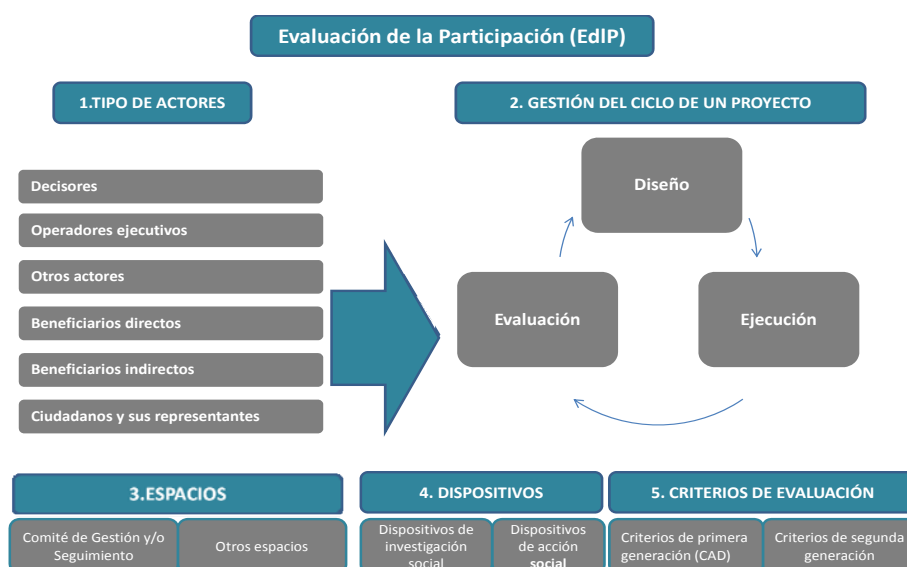 Evaluación de la Participación (EdIP)
1.TIPO DE ACTORES
2. GESTIÓN DEL CICLO DE UN PROYECTO
Decisores
Operadores ejecutivos
Otros actores
Beneficiarios directos
Beneficiarios indirectos
Ciudadanos y sus representantes
Diseño
Evaluación
Ejecución
3.ESPACIOS
Comité de Gestión y/o
Seguimiento
Otros espacios
4. DISPOSITIVOS
Dispositivos de
investigación
social
Dispositivos
de acción
social
5. CRITERIOS DE EVALUACIÓN
Criterios de primera
generación (CAD)
Criterios de segunda
generación